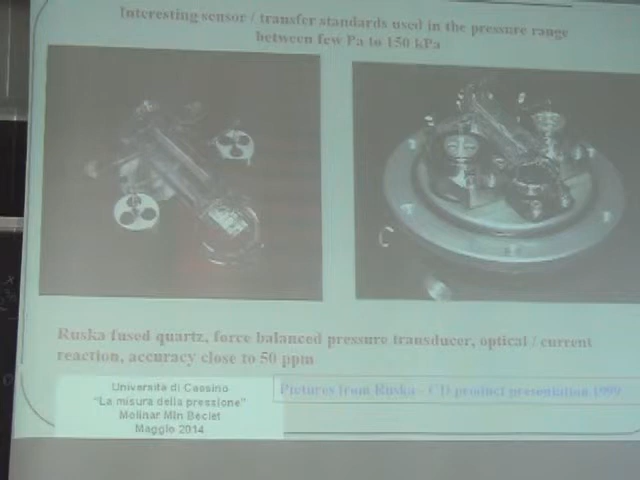 Interesting sensor / transfer standards used in the pressure range
between few Pa to 150 kPa
Ruska fused quartz, force balanced pressure transducer, optical / current
reaction, accuracy close to 50 ppm
Pictures from Ruska - CD product presentation 1999
Università di Cassino
"La misura della pressione"
Molinar Min Beciet
Maggio 2014